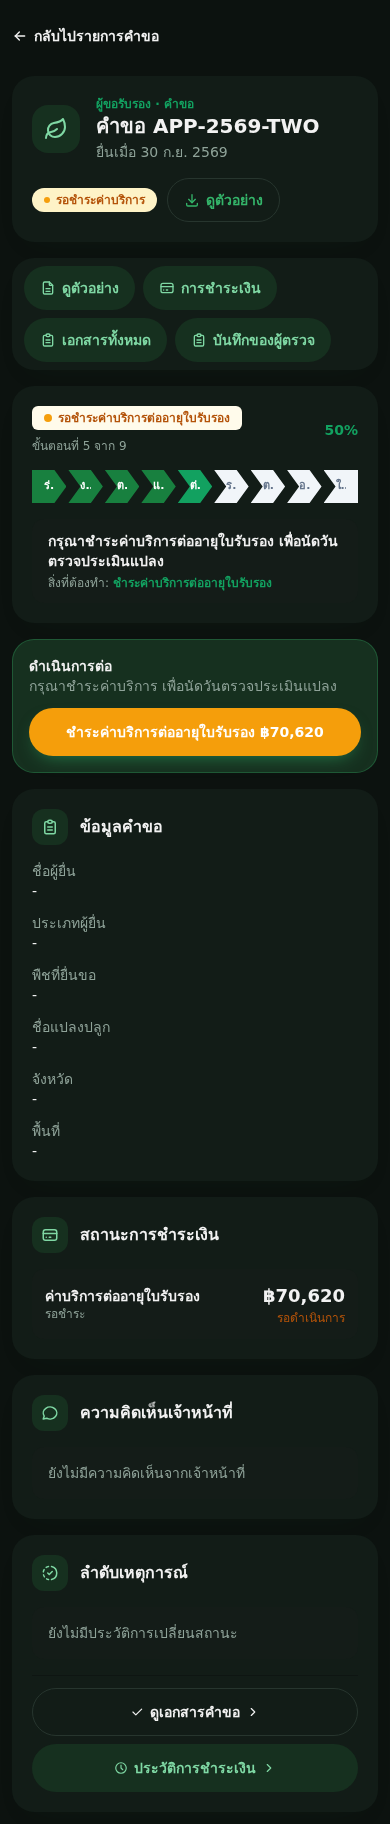 กลับไปรายการคำขอ
ผู้ขอรับรอง · คำขอ
คำขอ APP-2569-TWO
ยื่นเมื่อ 30 ก.ย. 2569
รอชำระค่าบริการ
ดูตัวอย่าง
ดูตัวอย่าง
การชำระเงิน
เอกสารทั้งหมด
บันทึกของผู้ตรวจ
รอชำระค่าบริการต่ออายุใบรับรอง
50%
ขั้นตอนที่ 5 จาก 9
ร่. ง.. ต. แ. ต่. ร. ต. อ. ใ..
กรุณาชำระค่าบริการต่ออายุใบรับรอง เพื่อนัดวัน
ตรวจประเมินแปลง
สิ่งที่ต้องทำ: ชำระค่าบริการต่ออายุใบรับรอง
ดำเนินการต่อ
กรุณาชำระค่าบริการ เพื่อนัดวันตรวจประเมินแปลง
ชำระค่าบริการต่ออายุใบรับรอง ฿70,620
ข้อมูลคำขอ
ชื่อผู้ยื่น
-
ประเภทผู้ยื่น
-
พืชที่ยื่นขอ
-
ชื่อแปลงปลูก
-
จังหวัด
-
พื้นที่
-
สถานะการชำระเงิน
ค่าบริการต่ออายุใบรับรอง
฿70,620
รอชำระ
รอดำเนินการ
ความคิดเห็นเจ้าหน้าที่
ยังไม่มีความคิดเห็นจากเจ้าหน้าที่
ลำดับเหตุการณ์
ยังไม่มีประวัติการเปลี่ยนสถานะ
ดูเอกสารคำขอ
ประวัติการชำระเงิน